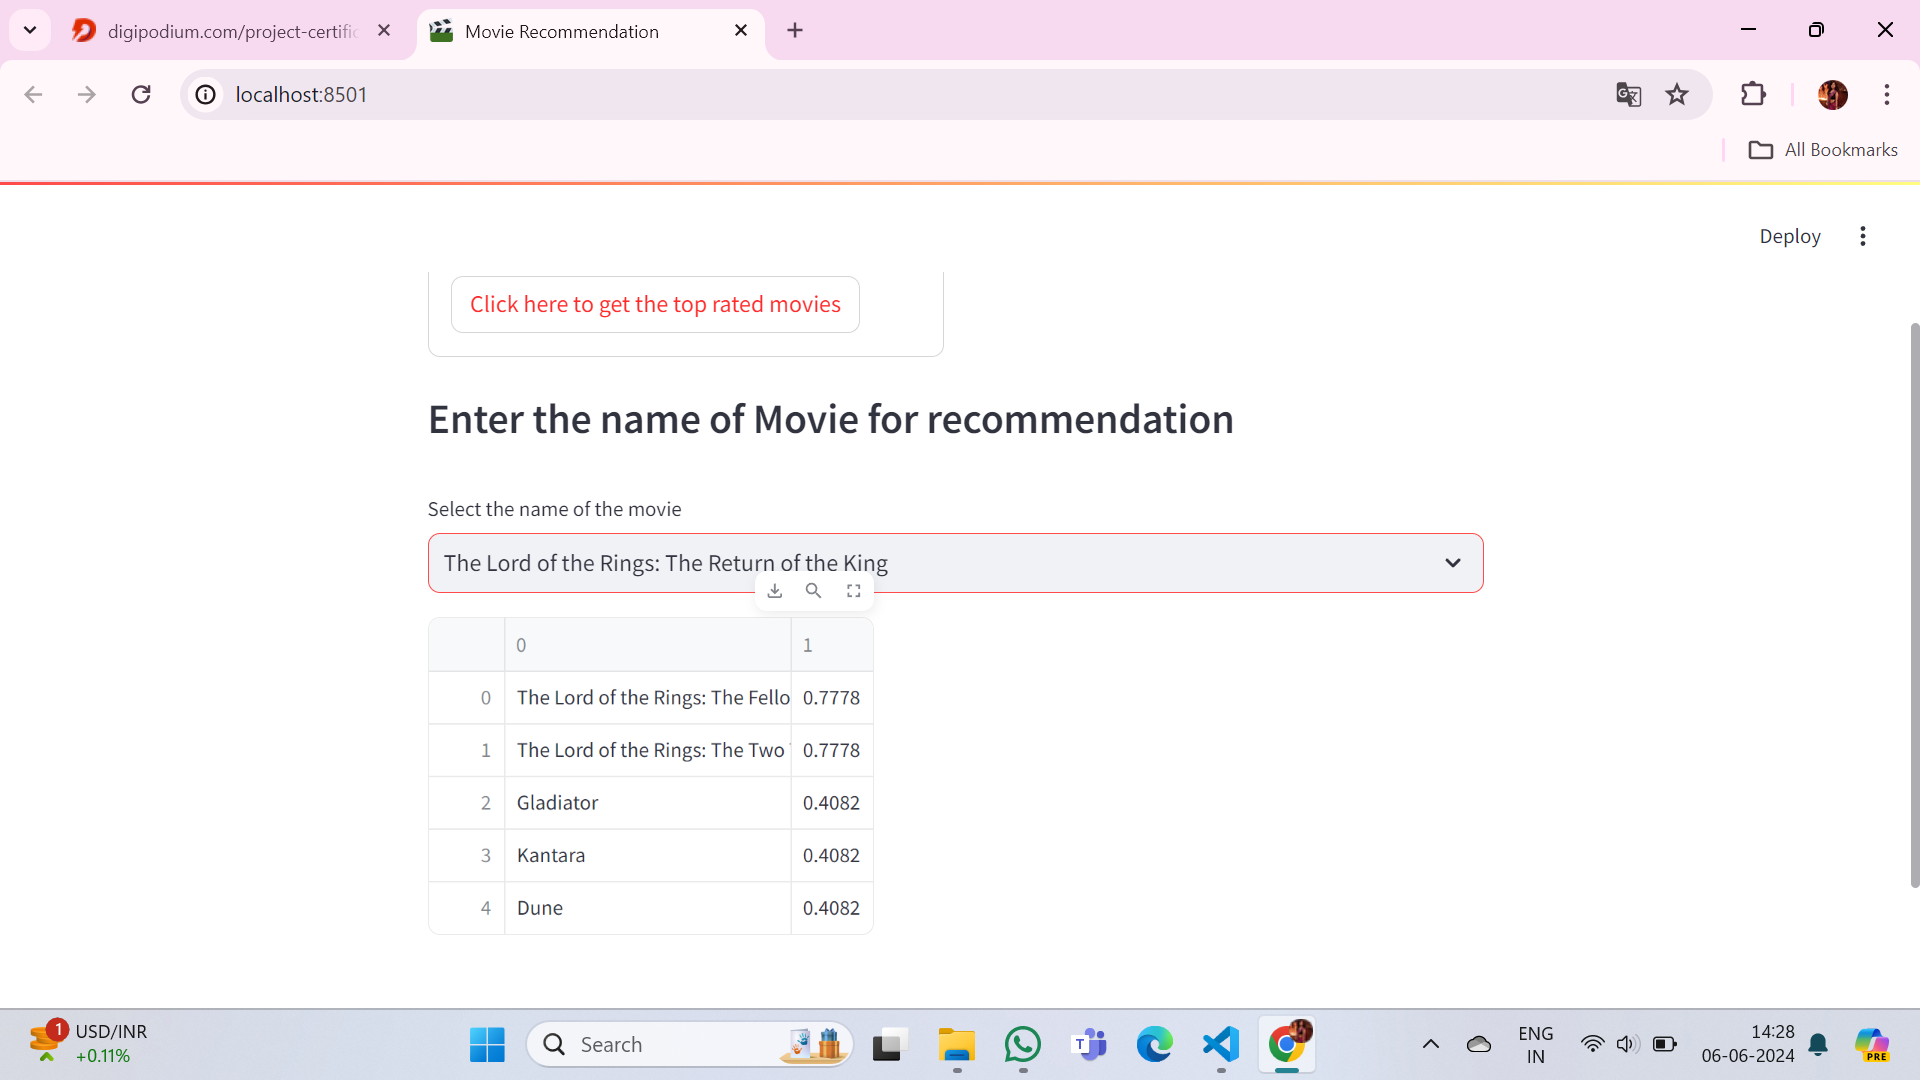 digipodium.com/project-certific
Movie Recommendation
localhost:8501
All Bookmarks
Deploy
Click here to get the top rated movies
Enter the name of Movie for recommendation
Select the name of the movie
The Lord of the Rings: The Return of the King
0 1
0 The Lord of the Rings: The Fello 0.7778
1 The Lord of the Rings: The Two 0.7778
2 Gladiator 0.4082
3 Kantara 0.4082
4 Dune 0.4082
1
USD/INR
+0.11%
Search
T
ENG
IN
14:28
06-06-2024
PRE